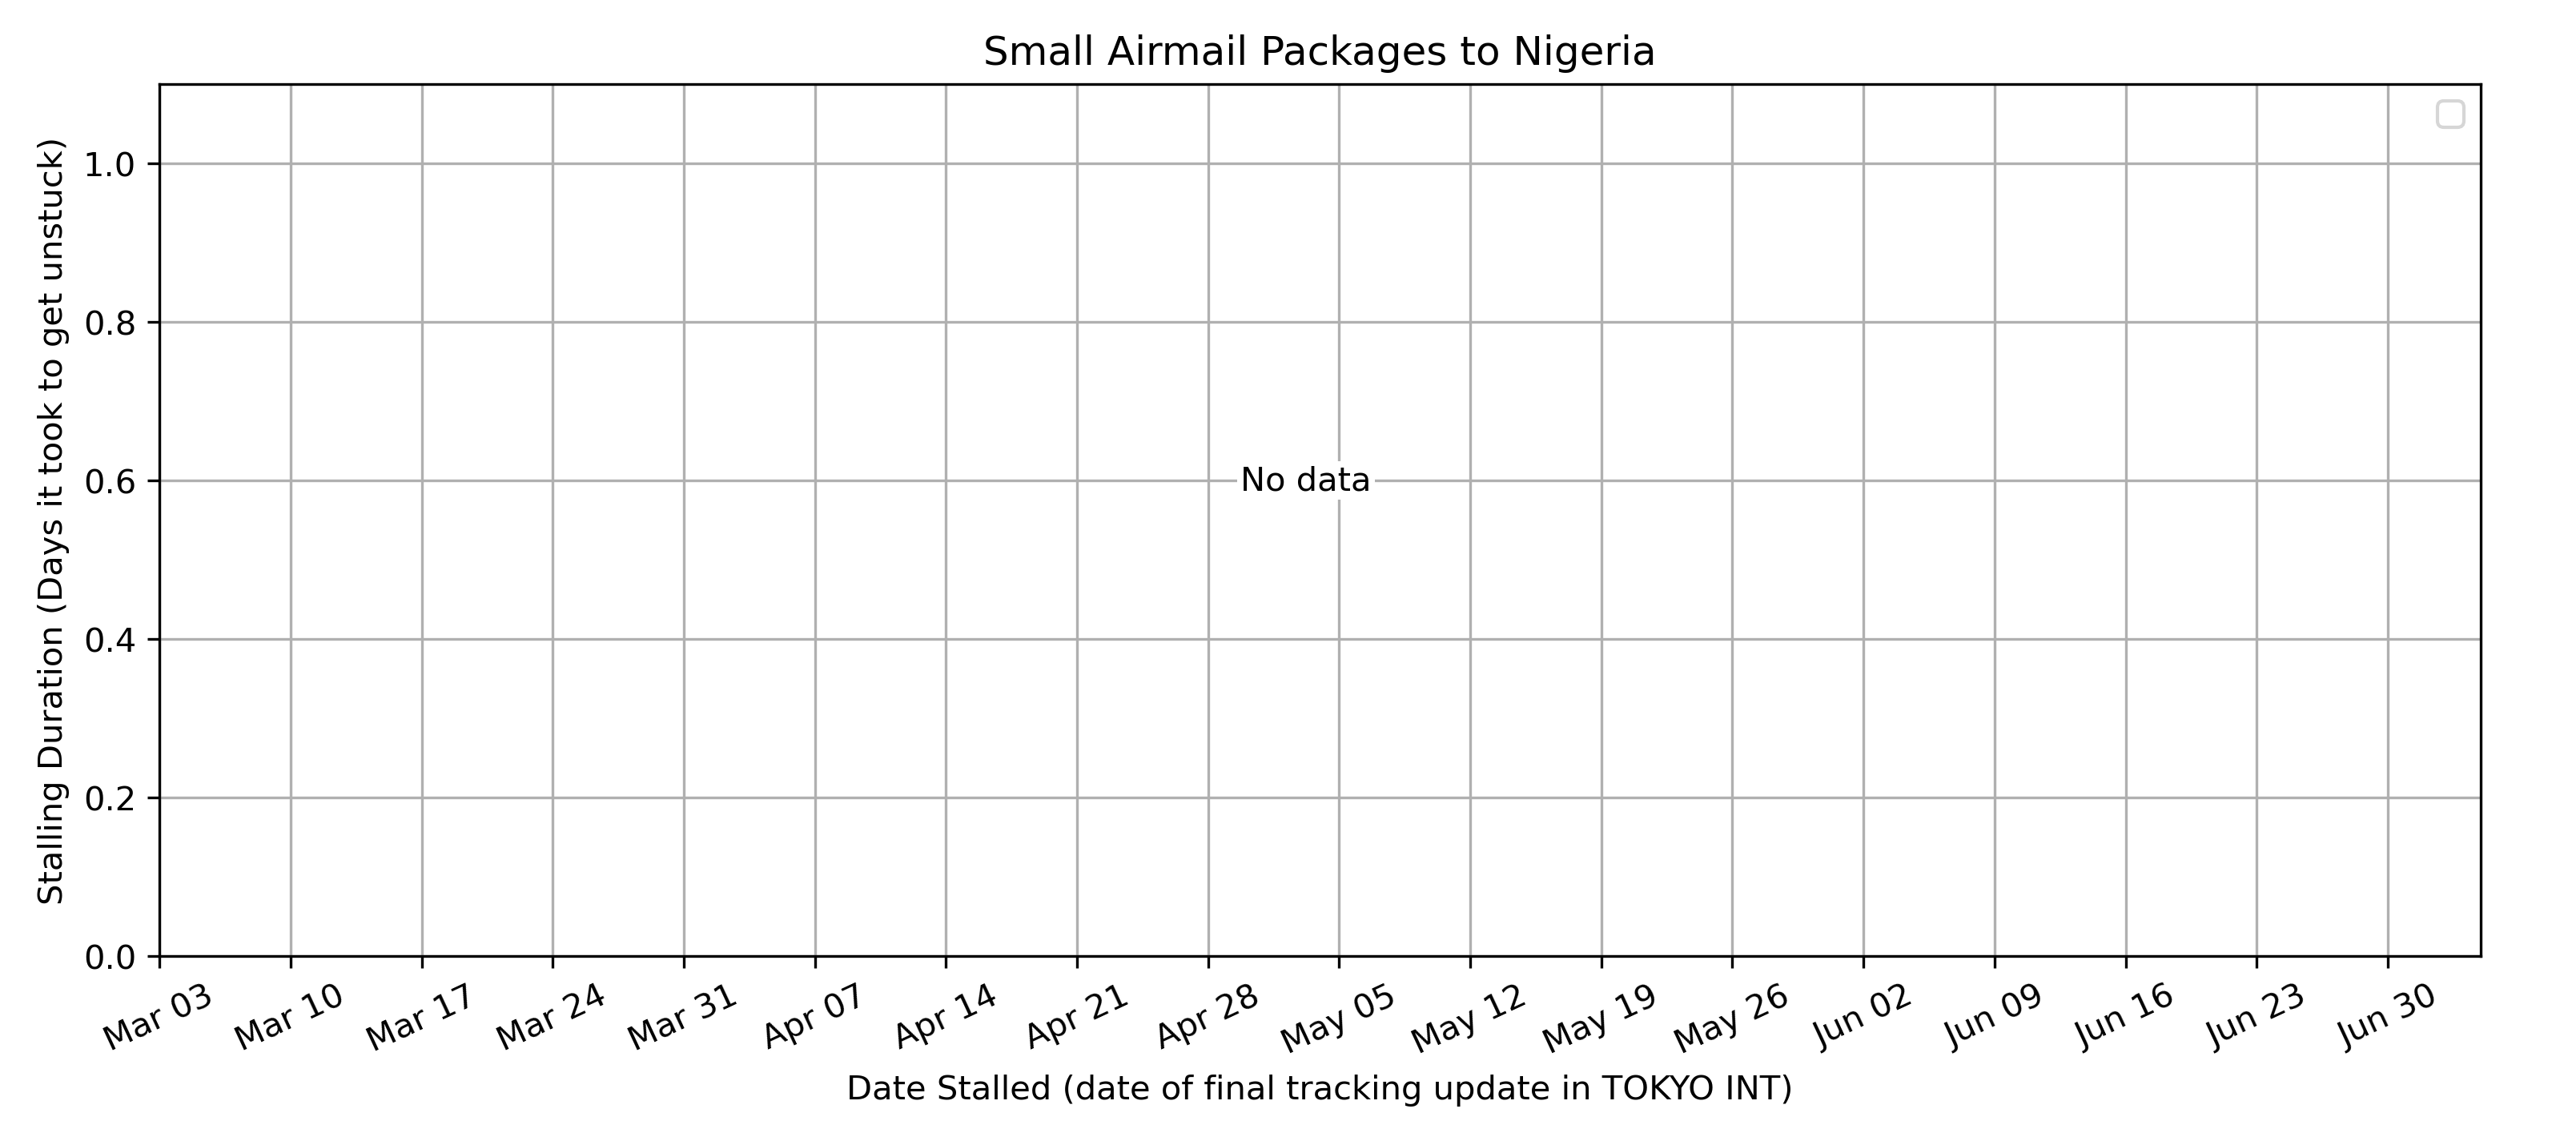 Small Airmail Packages to Nigeria
Stalling Duration (Days it took to get unstuck)
1.0
0.8
0.6
0.4
0.2
0.0
No data
Mar 03
Mar 10
Mar 17
Mar 24
Mar 31
Apr 07
Apr 14
Apr 21
Apr 28
May 05
May 12
May 19
May 26
Jun 02
Jun 09
Jun 16
Jun 23
Jun 30
Date Stalled (date of final tracking update in TOKYO INT)